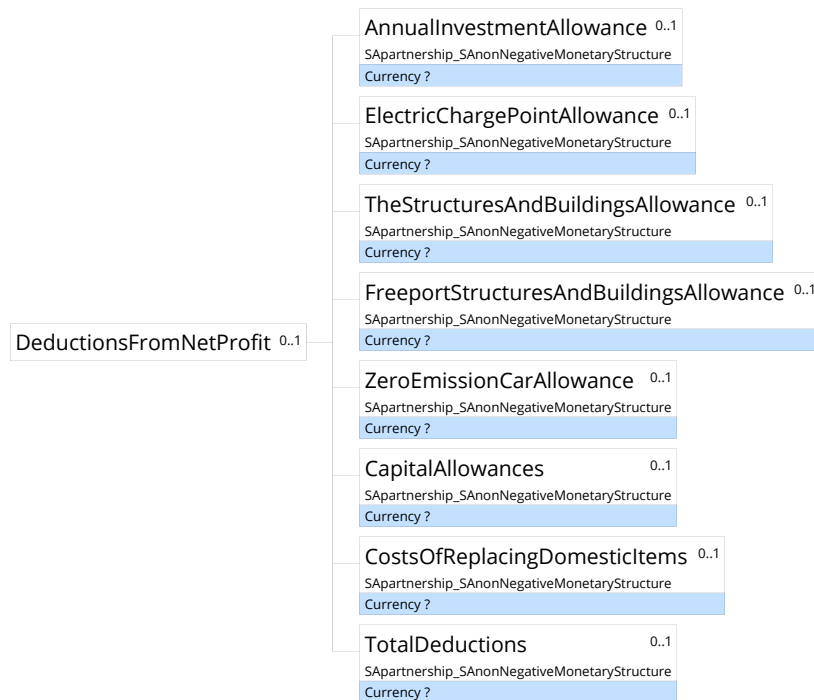 AnnualInvestmentAllowance 0..1
SApartnership_SAnonNegativeMonetaryStructure
Currency ?
ElectricChargePointAllowance 0..1
SApartnership_SAnonNegativeMonetaryStructure
Currency ?
TheStructuresAndBuildingsAllowance 0..1
SApartnership_SAnonNegativeMonetaryStructure
Currency ?
FreeportStructuresAndBuildingsAllowance 0..1
SApartnership_SAnonNegativeMonetaryStructure
Currency ?
DeductionsFromNetProfit 0..1
ZeroEmissionCarAllowance 0..1
SApartnership_SAnonNegativeMonetaryStructure
Currency ?
CapitalAllowances 0..1
SApartnership_SAnonNegativeMonetaryStructure
Currency ?
CostsOfReplacingDomesticItems 0..1
SApartnership_SAnonNegativeMonetaryStructure
Currency ?
TotalDeductions 0..1
SApartnership_SAnonNegativeMonetaryStructure
Currency ?